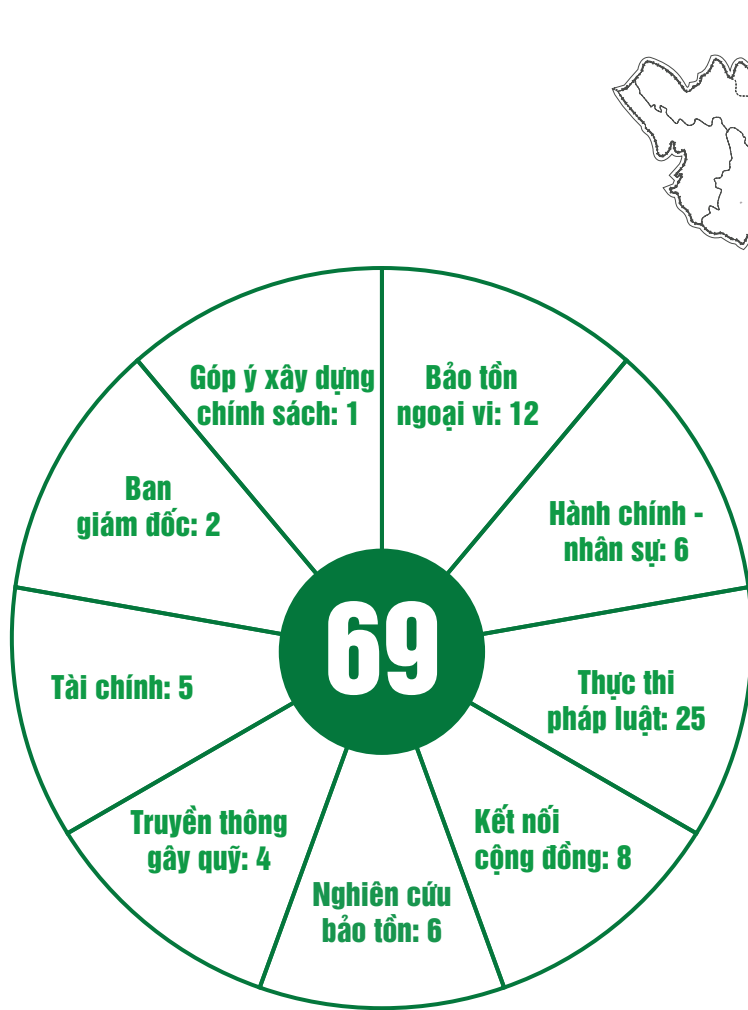 Góp ý xây dựng
chính sách: 1
Bảo tồn
ngoại vi: 12
Hành chính -
nhân sự: 6
Thực thi
pháp luật: 25
Kết nối
cộng đồng: 8
Nghiên cứu
bảo tồn: 6
Truyền thông
gây quỹ: 4
Tài chính: 5
Ban
giám đốc: 2
69